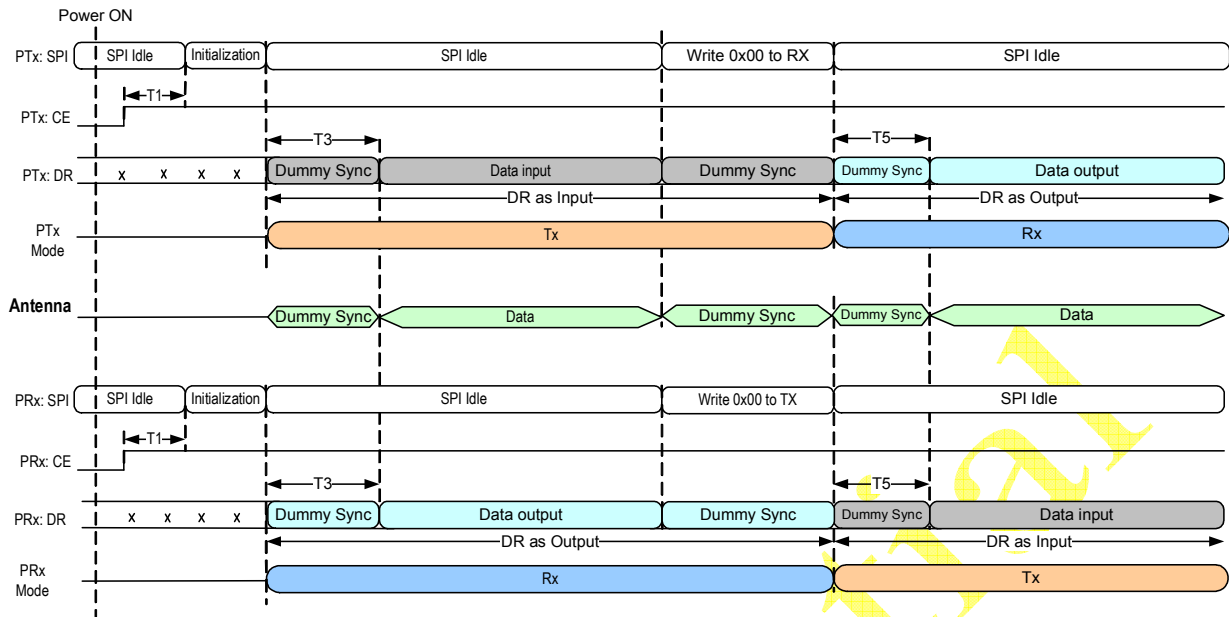 Power ON
PTx: SPI SPI Idle Initialization SPI Idle Write 0x00 to RX SPI Idle
T1
PTx: CE
T3 T5
PTx: DR x x x x Dummy Sync Data input Dummy Sync Dummy Sync Data output
DR as Input DR as Output
PTx Mode Tx Rx
Antenna Dummy Sync Data Dummy Sync Dummy Sync Data
PRx: SPI SPI Idle Initialization SPI Idle Write 0x00 to TX SPI Idle
T1
PRx: CE
T3 T5
PRx: DR x x x x Dummy Sync Data output Dummy Sync Dummy Sync Data input
DR as Output DR as Input
PRx Mode Rx Tx